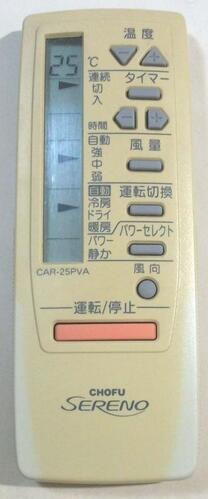 温度
25 ℃
連続
切
入
タイマー
時間
自動
強
中
弱
風量
自動
冷房
ドライ
暖房
運転切換
パワー
静か
パワーセレクト
CAR-25PVA
風向
運転/停止
CHOFU
SERENO